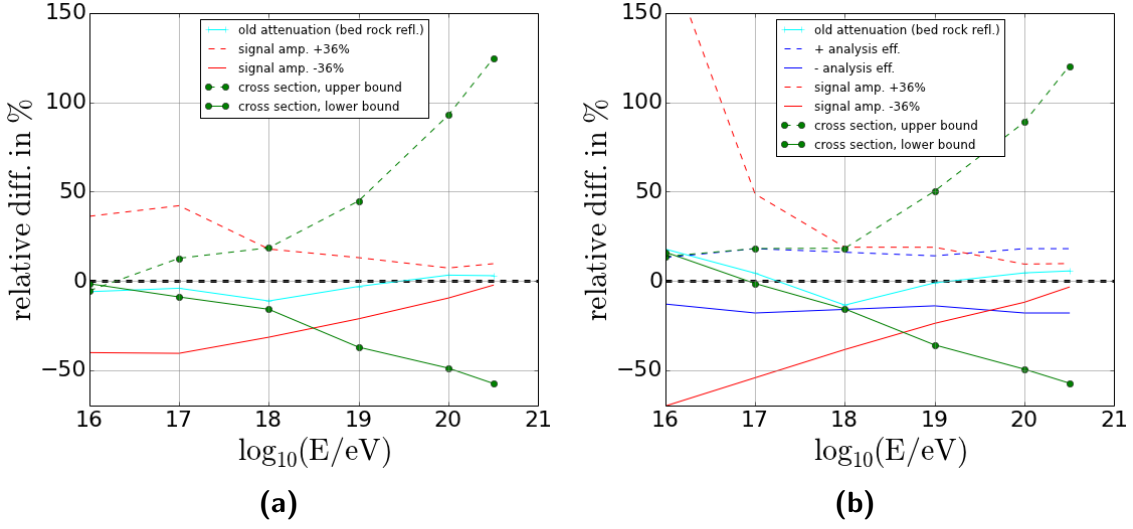 150
100
50
0
−50
16 17 18 19 20 21
relative diff. in %
log10(E/eV)
old attenuation (bed rock refl.)
signal amp. +36%
signal amp. -36%
cross section, upper bound
cross section, lower bound
(a)
150
100
50
0
−50
16 17 18 19 20 21
relative diff. in %
log10(E/eV)
old attenuation (bed rock refl.)
+ analysis eff.
- analysis eff.
signal amp. +36%
signal amp. -36%
cross section, upper bound
cross section, lower bound
(b)